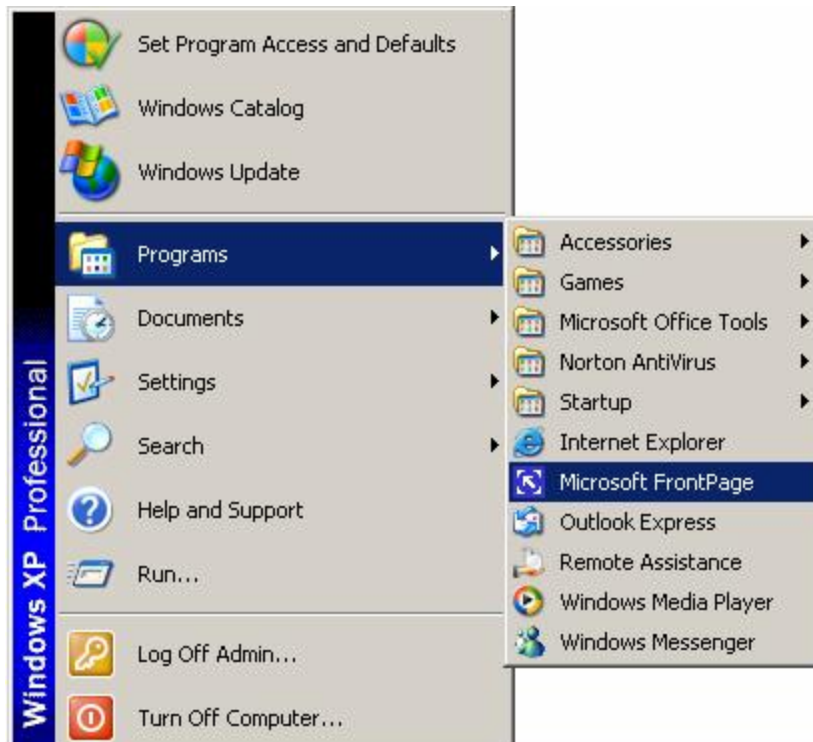 Set Program Access and Defaults
Windows Catalog
Windows Update
Programs
Documents
Settings
Search
Help and Support
Run...
Log Off Admin...
Turn Off Computer...
Windows XP Professional
Accessories
Games
Microsoft Office Tools
Norton AntiVirus
Startup
Internet Explorer
Microsoft FrontPage
Outlook Express
Remote Assistance
Windows Media Player
Windows Messenger